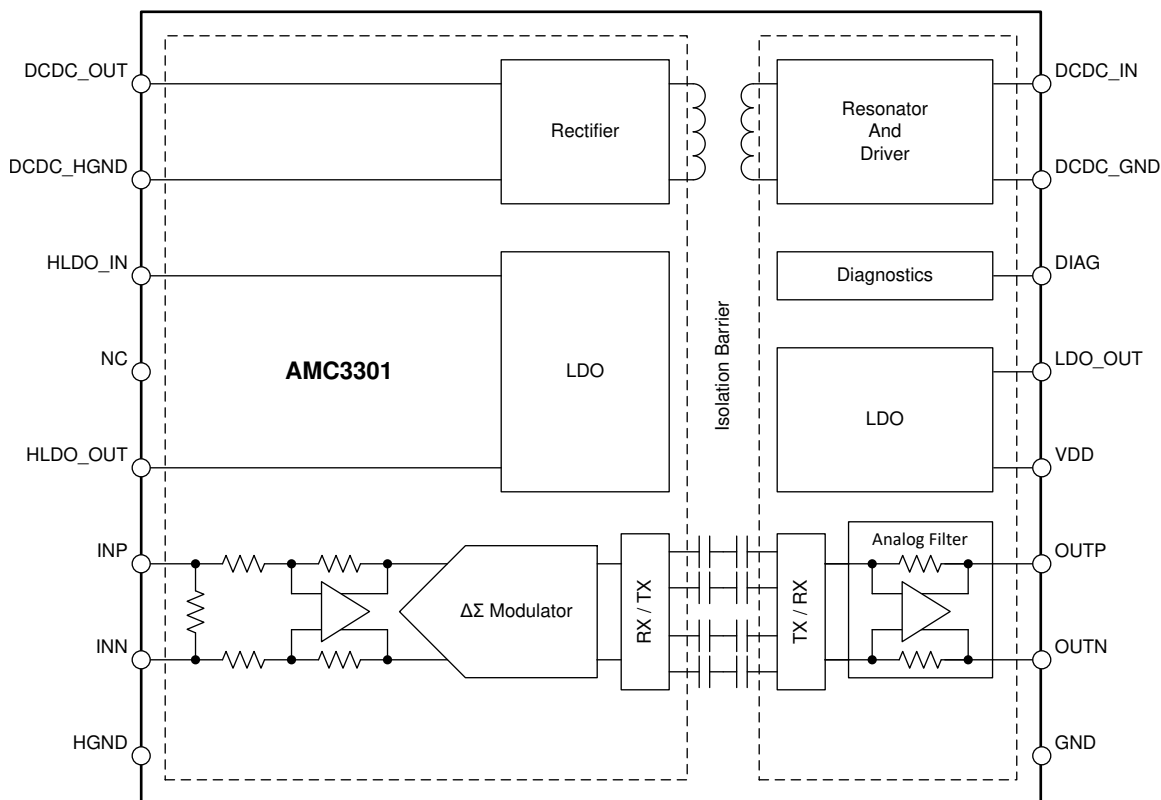 DCDC_OUT
DCDC_HGND
HLDO_IN
NC
HLDO_OUT
INP
INN
HGND
Rectifier
AMC3301
LDO
ΔΣ Modulator
RX / TX
Isolation Barrier
Resonator
And
Driver
Diagnostics
LDO
TX / RX
Analog Filter
DCDC_IN
DCDC_GND
DIAG
LDO_OUT
VDD
OUTP
OUTN
GND